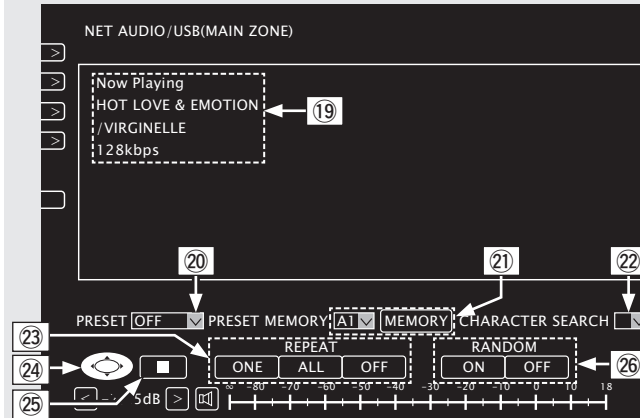 NET AUDIO/USB(MAIN ZONE)
>
>
>
>
Now Playing
HOT LOVE & EMOTION
/VIRGINELLE
128kbps
⑲
⑳ ㉑ ㉒
PRESET OFF PRESET MEMORY A1 MEMORY CHARACTER SEARCH
㉓ REPEAT RANDOM
㉔ ONE ALL OFF ON OFF ㉖
∞ -80 -70 -60 -50 -40 -30 -20 -10 0 10 18
㉕ < 5dB >